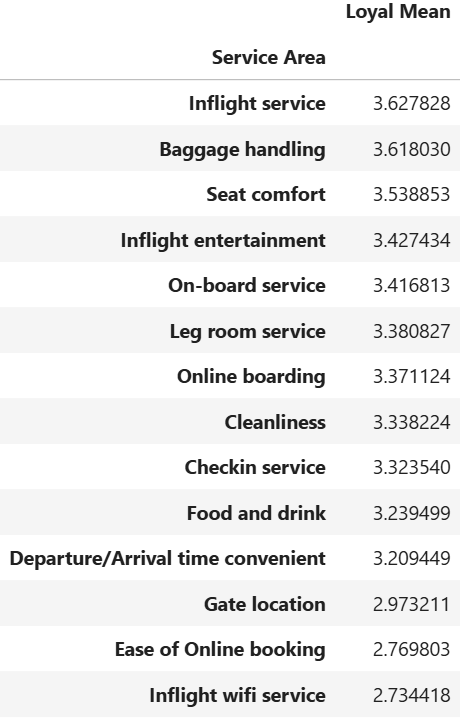 Loyal Mean
Service Area
Inflight service 3.627828
Baggage handling 3.618030
Seat comfort 3.538853
Inflight entertainment 3.427434
On-board service 3.416813
Leg room service 3.380827
Online boarding 3.371124
Cleanliness 3.338224
Checkin service 3.323540
Food and drink 3.239499
Departure/Arrival time convenient 3.209449
Gate location 2.973211
Ease of Online booking 2.769803
Inflight wifi service 2.734418